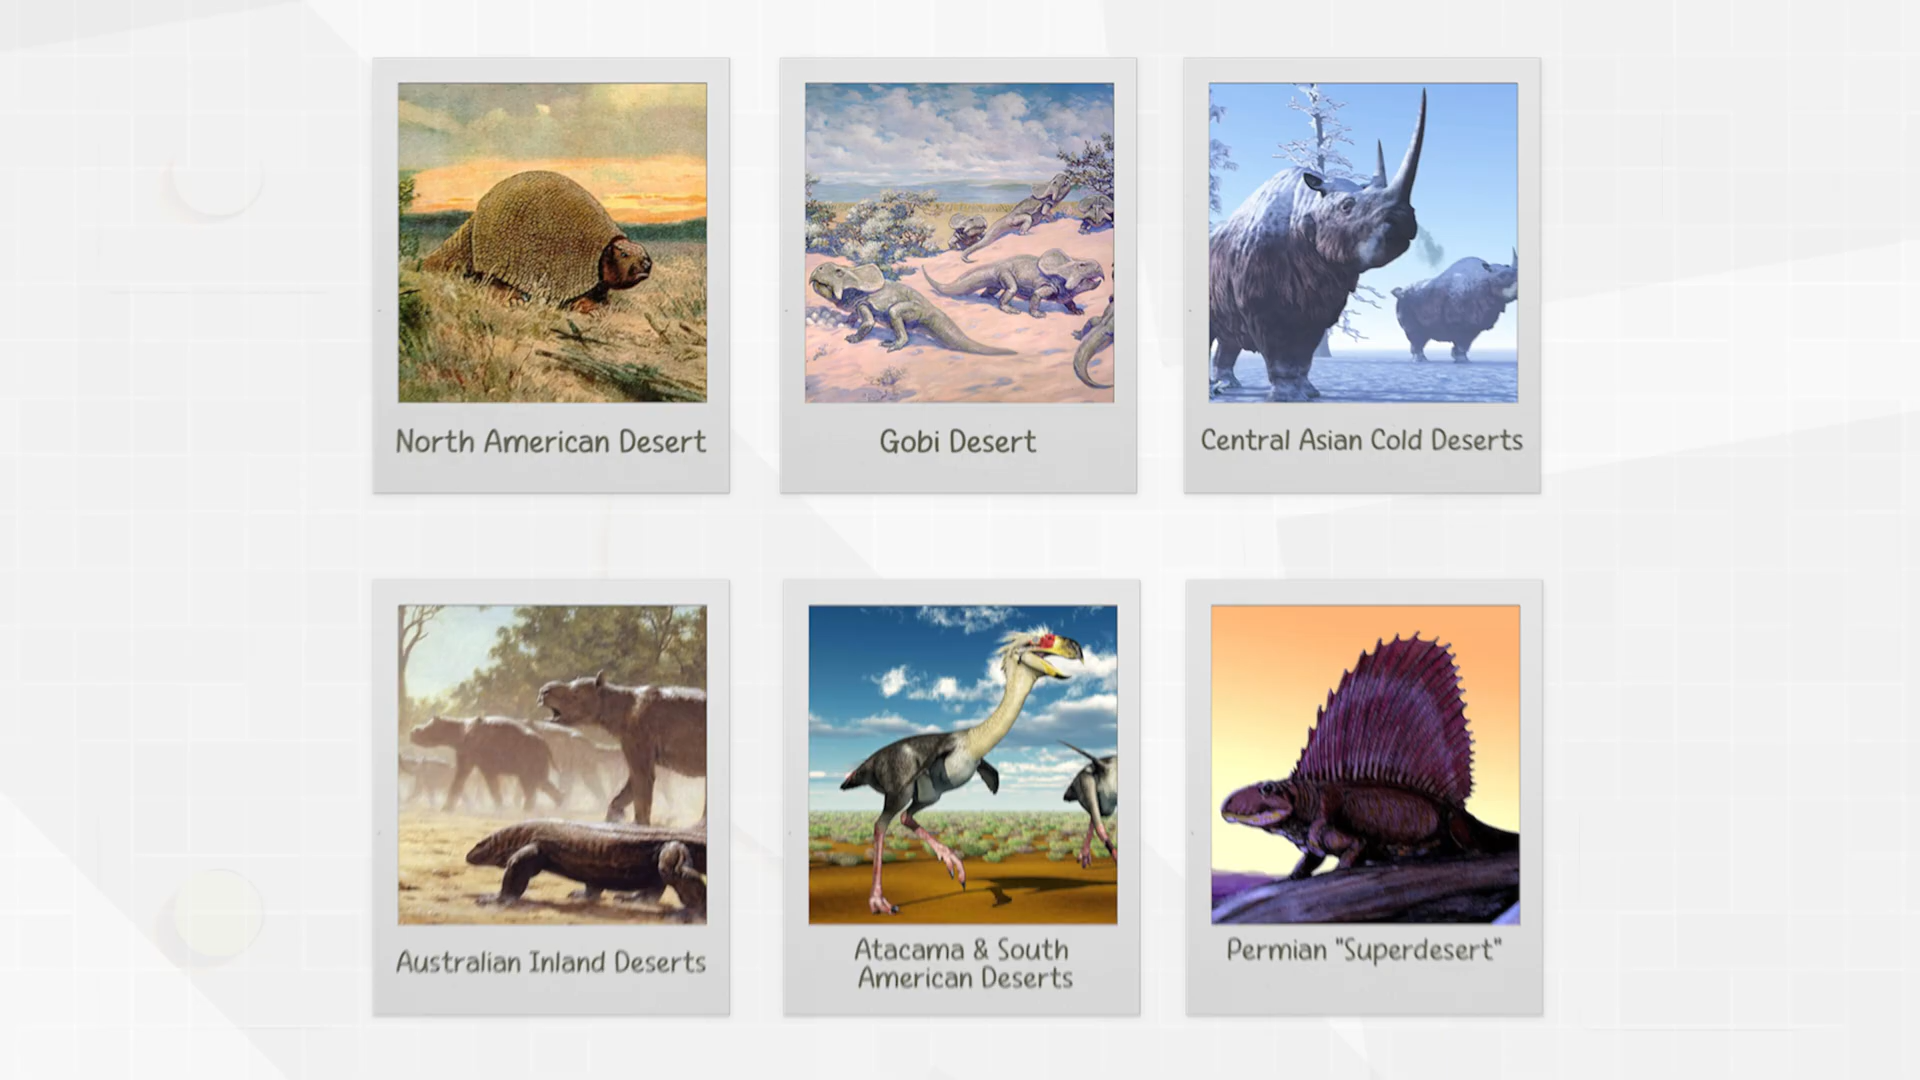 North American Desert
Gobi Desert
Central Asian Cold Deserts
Australian Inland Deserts
Atacama & South
American Deserts
Permian "Superdesert"